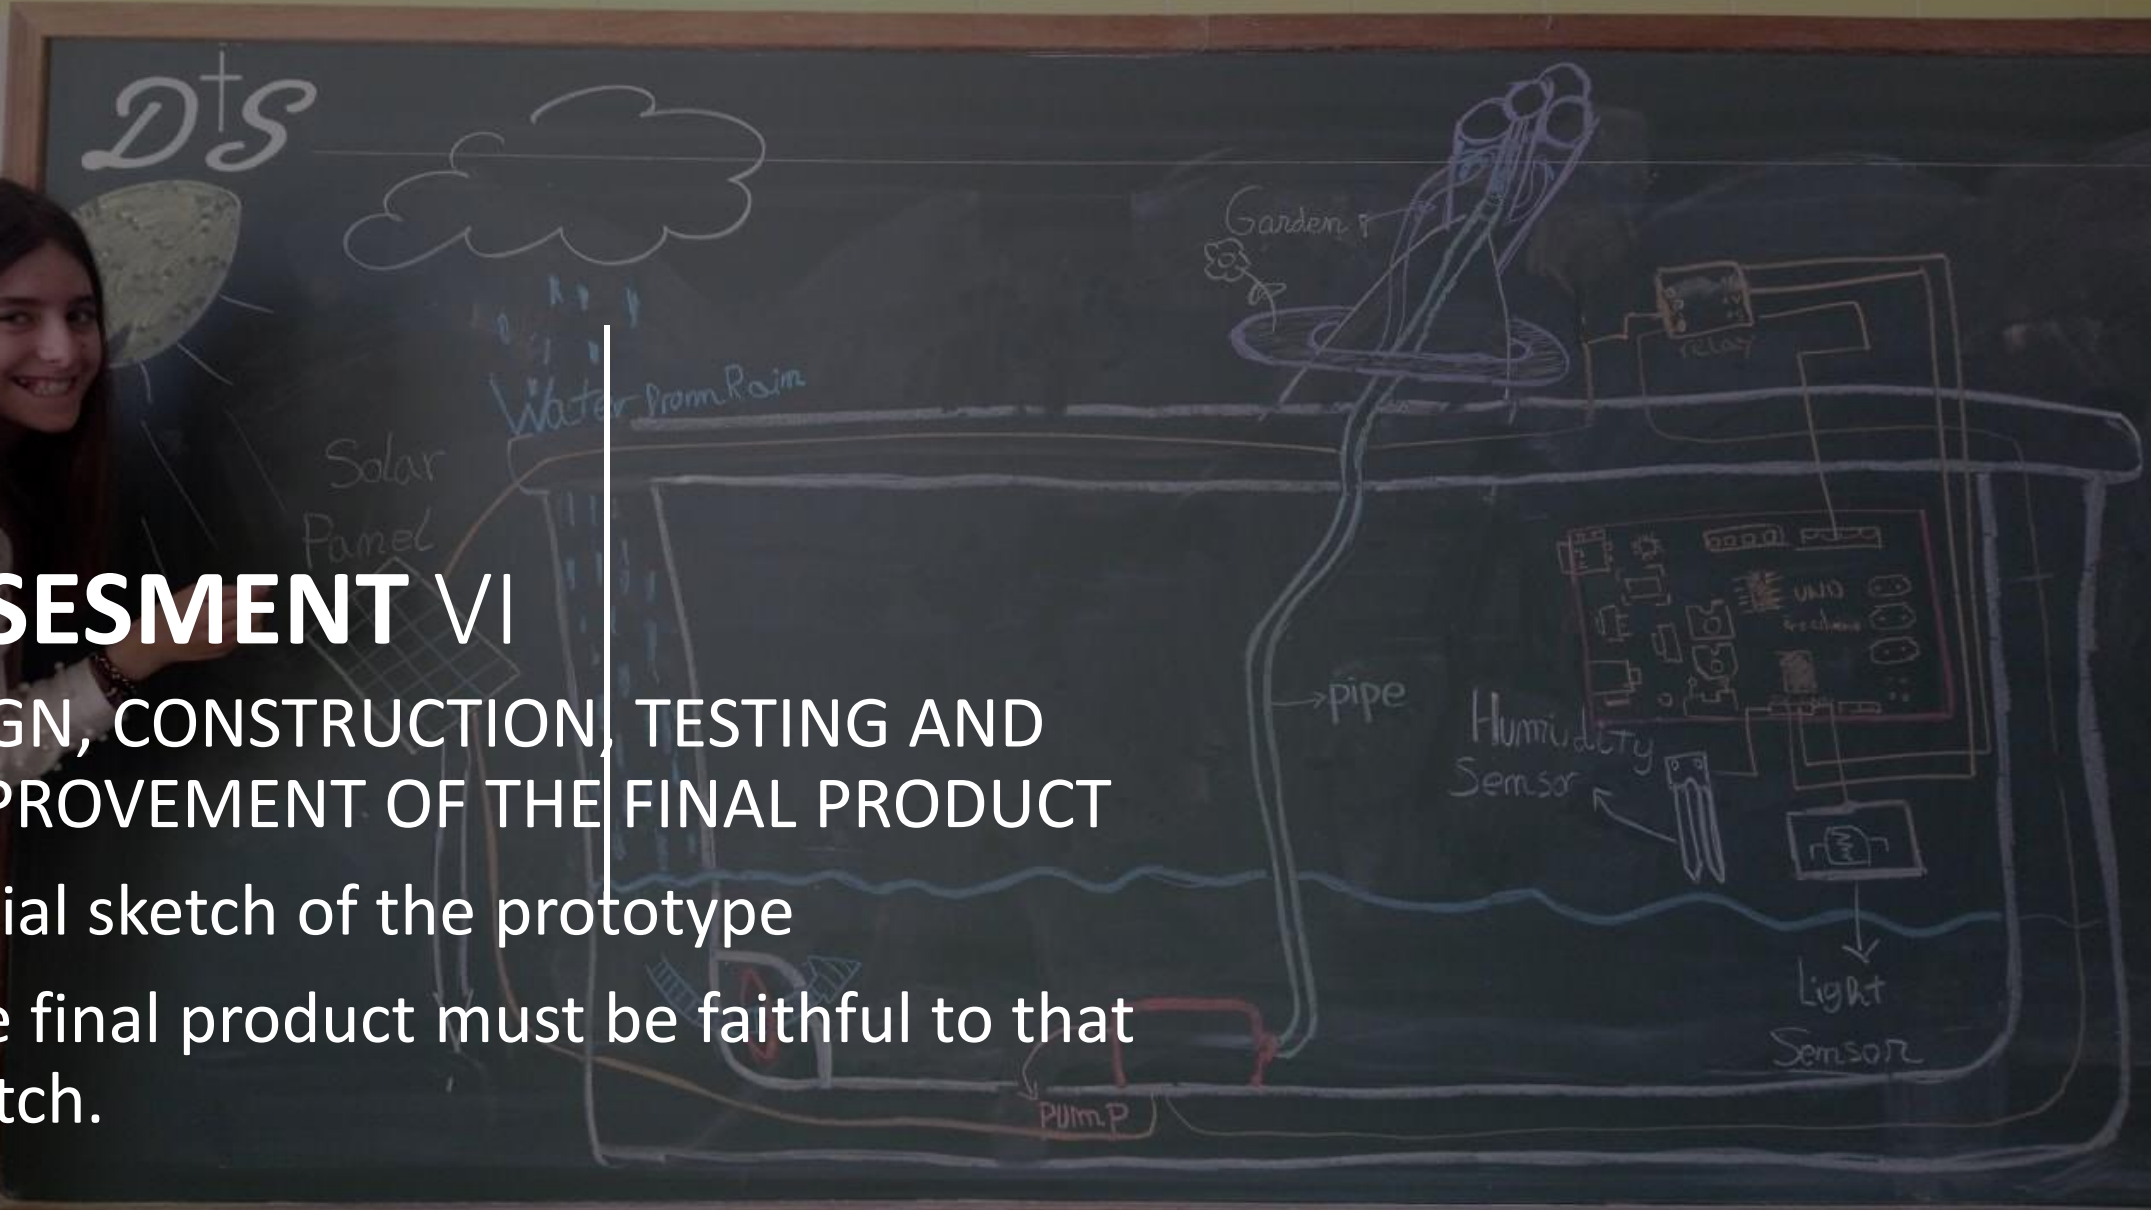 D†S
Garden
relay
Water From Rain
Solar
Panel
UNO
SESMENT VI
GN, CONSTRUCTION, TESTING AND
PROVEMENT OF THE FINAL PRODUCT
ial sketch of the prototype
e final product must be faithful to that
tch.
pipe
Humidity
Sensor
Light
Sensor
PUmP